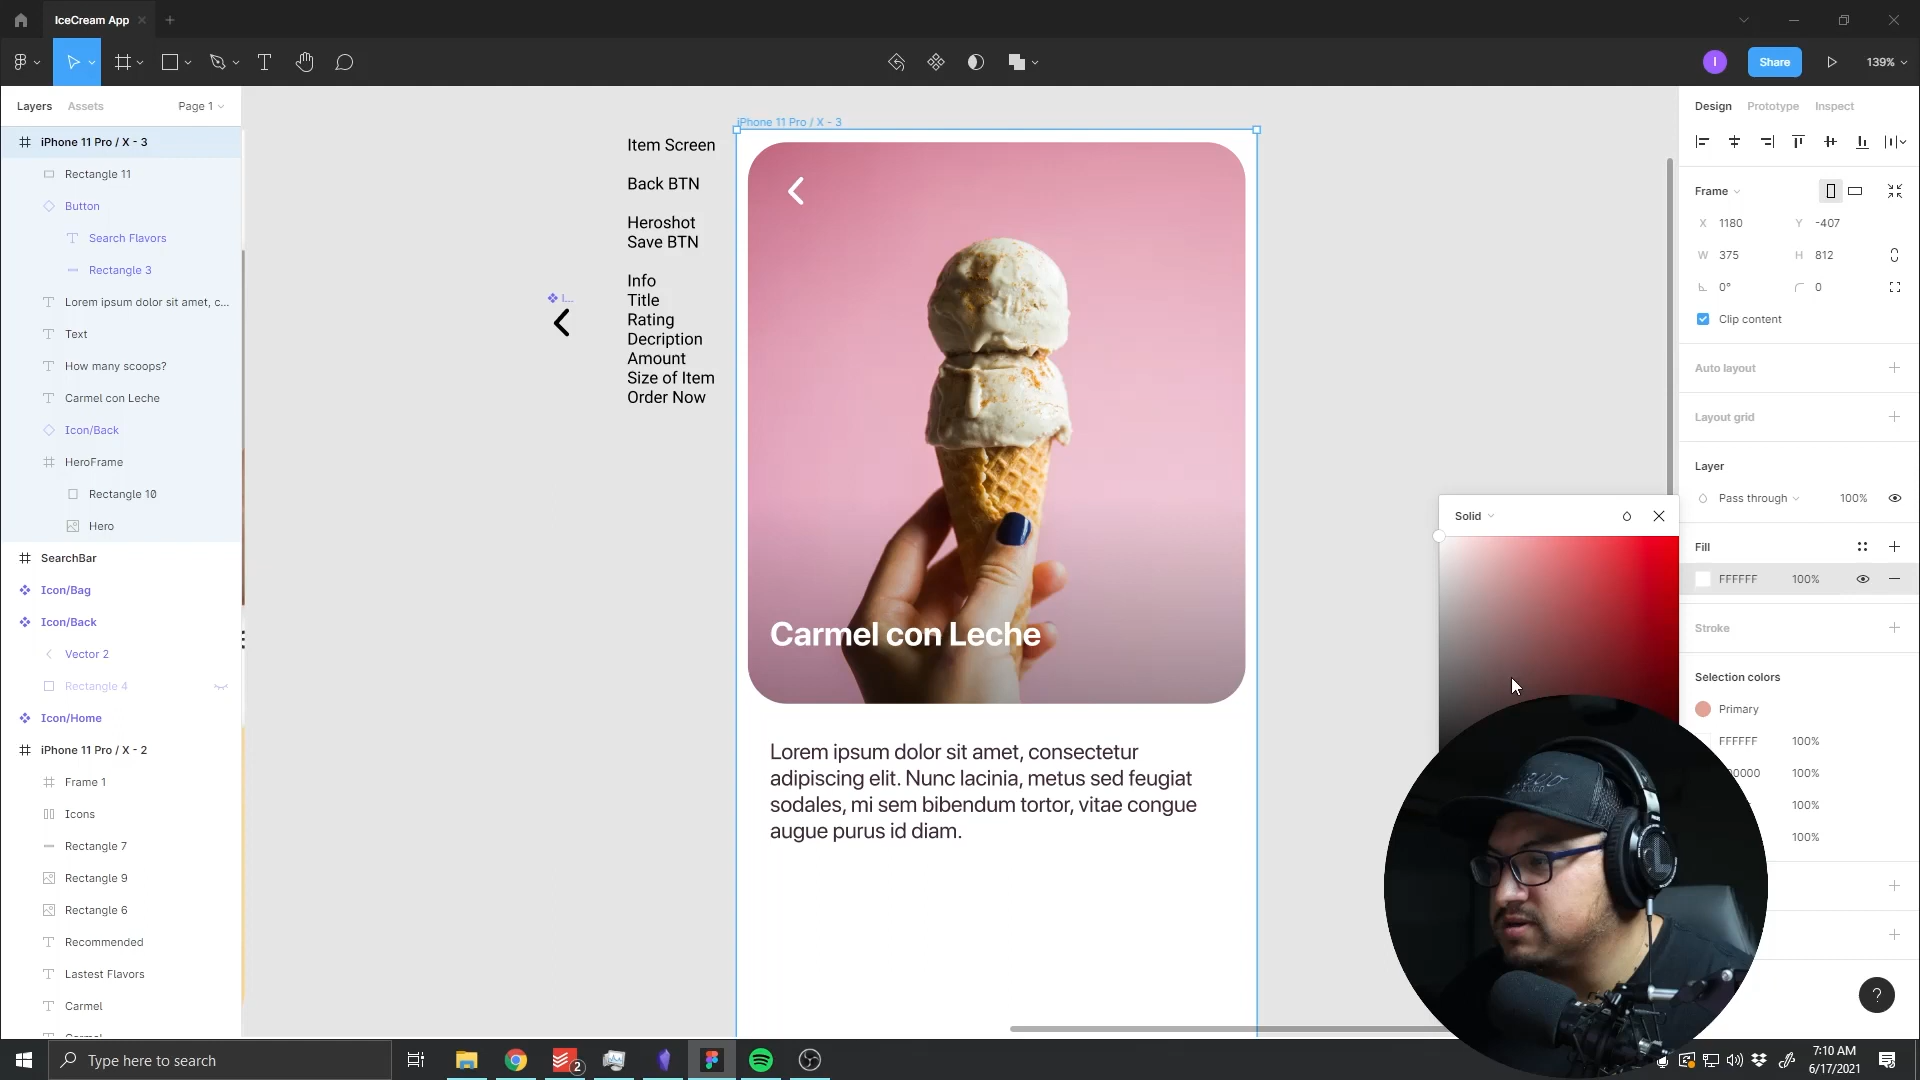 IceCream App
Share
139%
Layers
Assets
Page 1
iPhone 11 Pro / X - 3
Rectangle 11
Button
Search Flavors
Rectangle 3
Lorem ipsum dolor sit amet, c...
Text
How many scoops?
Carmel con Leche
Icon/Back
HeroFrame
Rectangle 10
Hero
SearchBar
Icon/Bag
Icon/Back
Vector 2
Rectangle 4
Icon/Home
iPhone 11 Pro / X - 2
Frame 1
Icons
Rectangle 7
Rectangle 9
Rectangle 6
Recommended
Lastest Flavors
Carmel
I...
Item Screen
Back BTN
Heroshot
Save BTN
Info
Title
Rating
Decription
Amount
Size of Item
Order Now
iPhone 11 Pro / X - 3
Carmel con Leche
Lorem ipsum dolor sit amet, consectetur
adipiscing elit. Nunc lacinia, metus sed feugiat
sodales, mi sem bibendum tortor, vitae congue
augue purus id diam.
Solid
Design
Prototype
Inspect
Frame
X 1180
Y -407
W 375
H 812
0°
0
Clip content
Auto layout
Layout grid
Layer
Pass through
100%
Fill
FFFFFF
100%
Stroke
Selection colors
Primary
FFFFFF
100%
100%
100%
100%
?
Type here to search
2
7:10 AM
6/17/2021